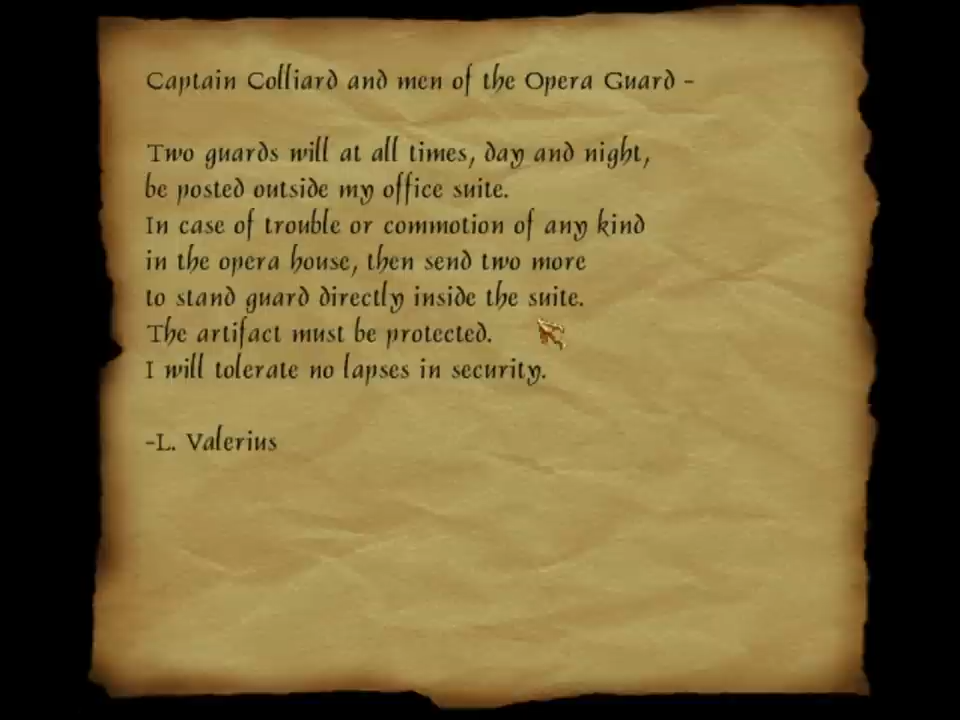 Captain Colliard and men of the Opera Guard -
Two guards will at all times, day and night,
be posted outside my office suite.
In case of trouble or commotion of any kind
in the opera house, then send two more
to stand guard directly inside the suite.
The artifact must be protected.
I will tolerate no lapses in security.
-L. Valerius